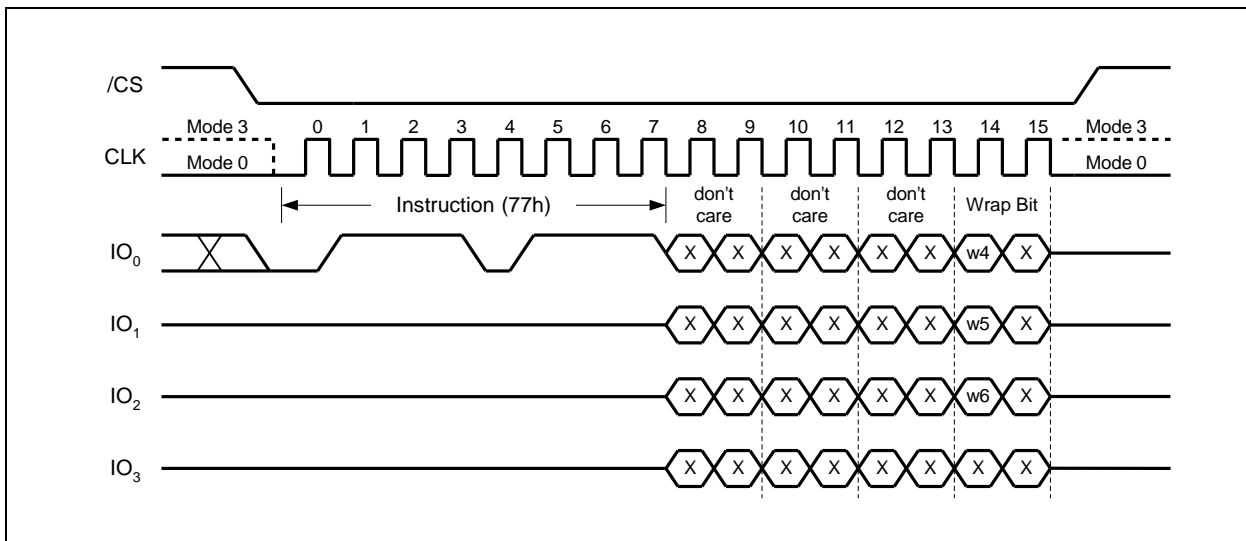 /CS
Mode 3 0 1 2 3 4 5 6 7 8 9 10 11 12 13 14 15 Mode 3
CLK
Mode 0 Mode 0
Instruction (77h) don't care don't care don't care Wrap Bit
IO0 X X X X X X w4 X
IO1 X X X X X X w5 X
IO2 X X X X X X w6 X
IO3 X X X X X X X X